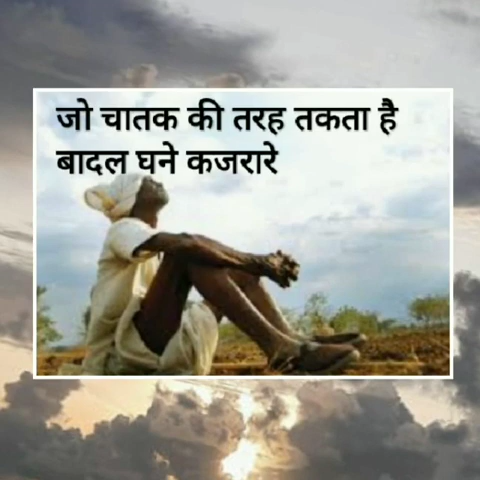 जो चातक की तरह तकता है
बादल घने कजरारे